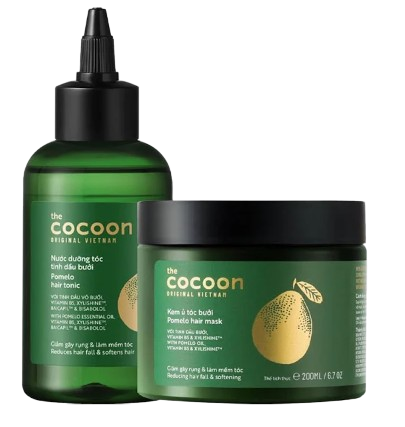 the
cocoon
ORIGINAL VIETNAM
Nước dưỡng tóc
tinh dầu bưởi
Pomelo
hair tonic
VỚI TINH DẦU VỎ BƯỞI,
VITAMIN B5, XYLISHINE™,
BAICAPIL™ & BISABOLOL
WITH POMELO ESSENTIAL OIL,
VITAMIN B5, XYLISHINE™,
BAICAPIL™ & BISABOLOL
Giảm gãy rụng & làm mềm tóc
Reduces hair fall & softens hair
the
cocoon
ORIGINAL VIETNAM
Kem ủ tóc bưởi
Pomelo hair mask
VỚI TINH DẦU BƯỞI,
VITAMIN B5 & XYLISHINE™
WITH POMELO OIL,
VITAMIN B5 & XYLISHINE™
Giảm gãy rụng & làm mềm tóc
Reducing hair fall & softening
Thể tích thực ℮ 200ML / 6.7 OZ